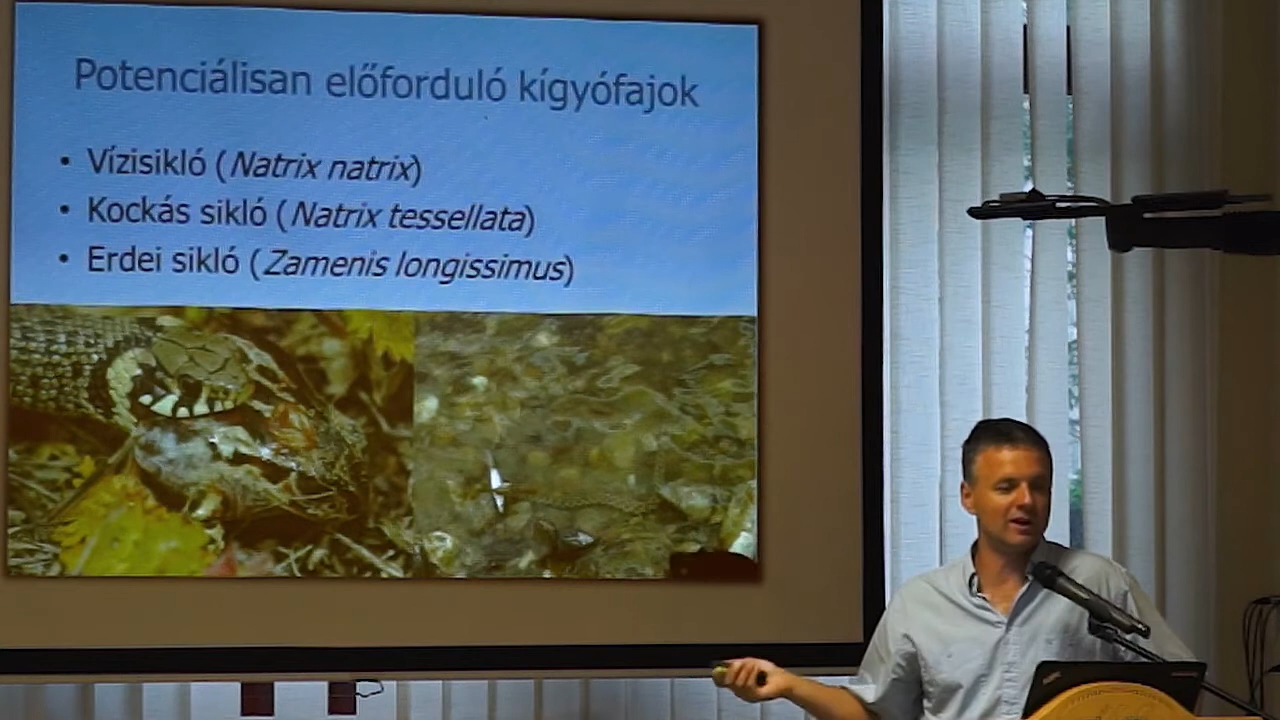 Potenciálisan előforduló kígyófajok
• Vízisikló (Natrix natrix)
• Kockás sikló (Natrix tessellata)
• Erdei sikló (Zamenis longissimus)